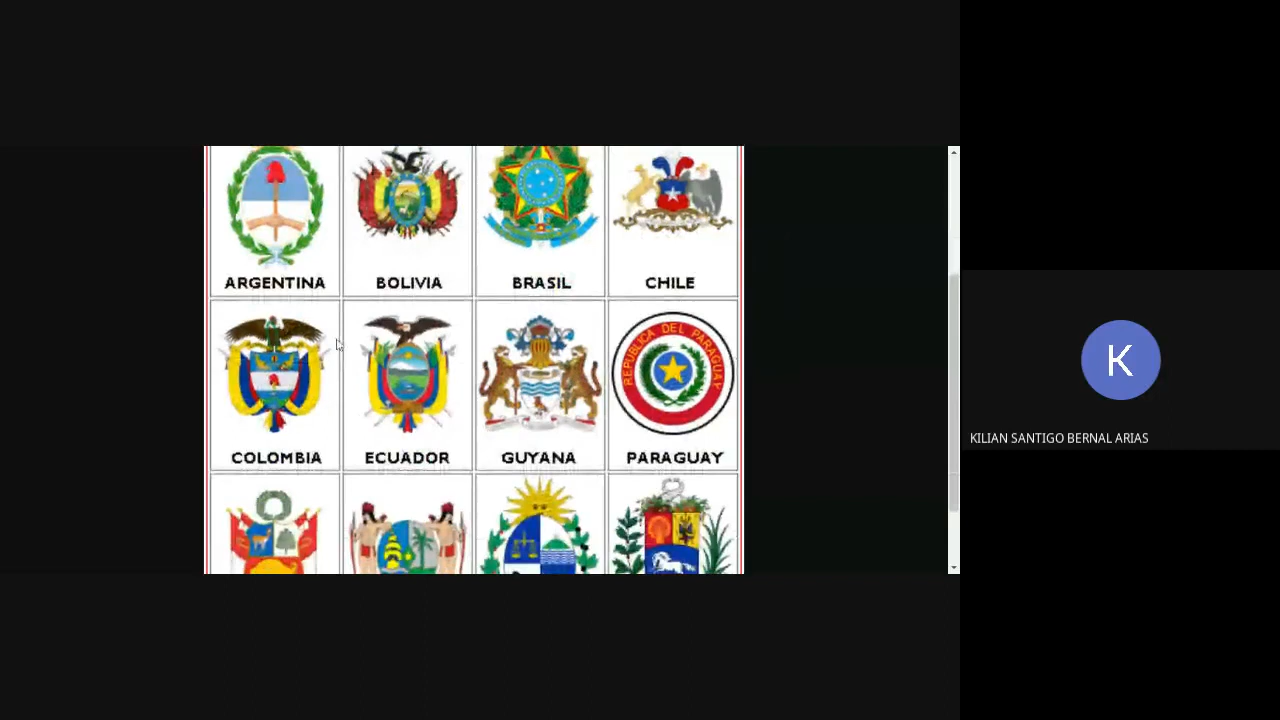 ARGENTINA
BOLIVIA
BRASIL
CHILE
REPUBLICA DEL PARAGUAY
COLOMBIA
ECUADOR
GUYANA
PARAGUAY
K
KILIAN SANTIGO BERNAL ARIAS